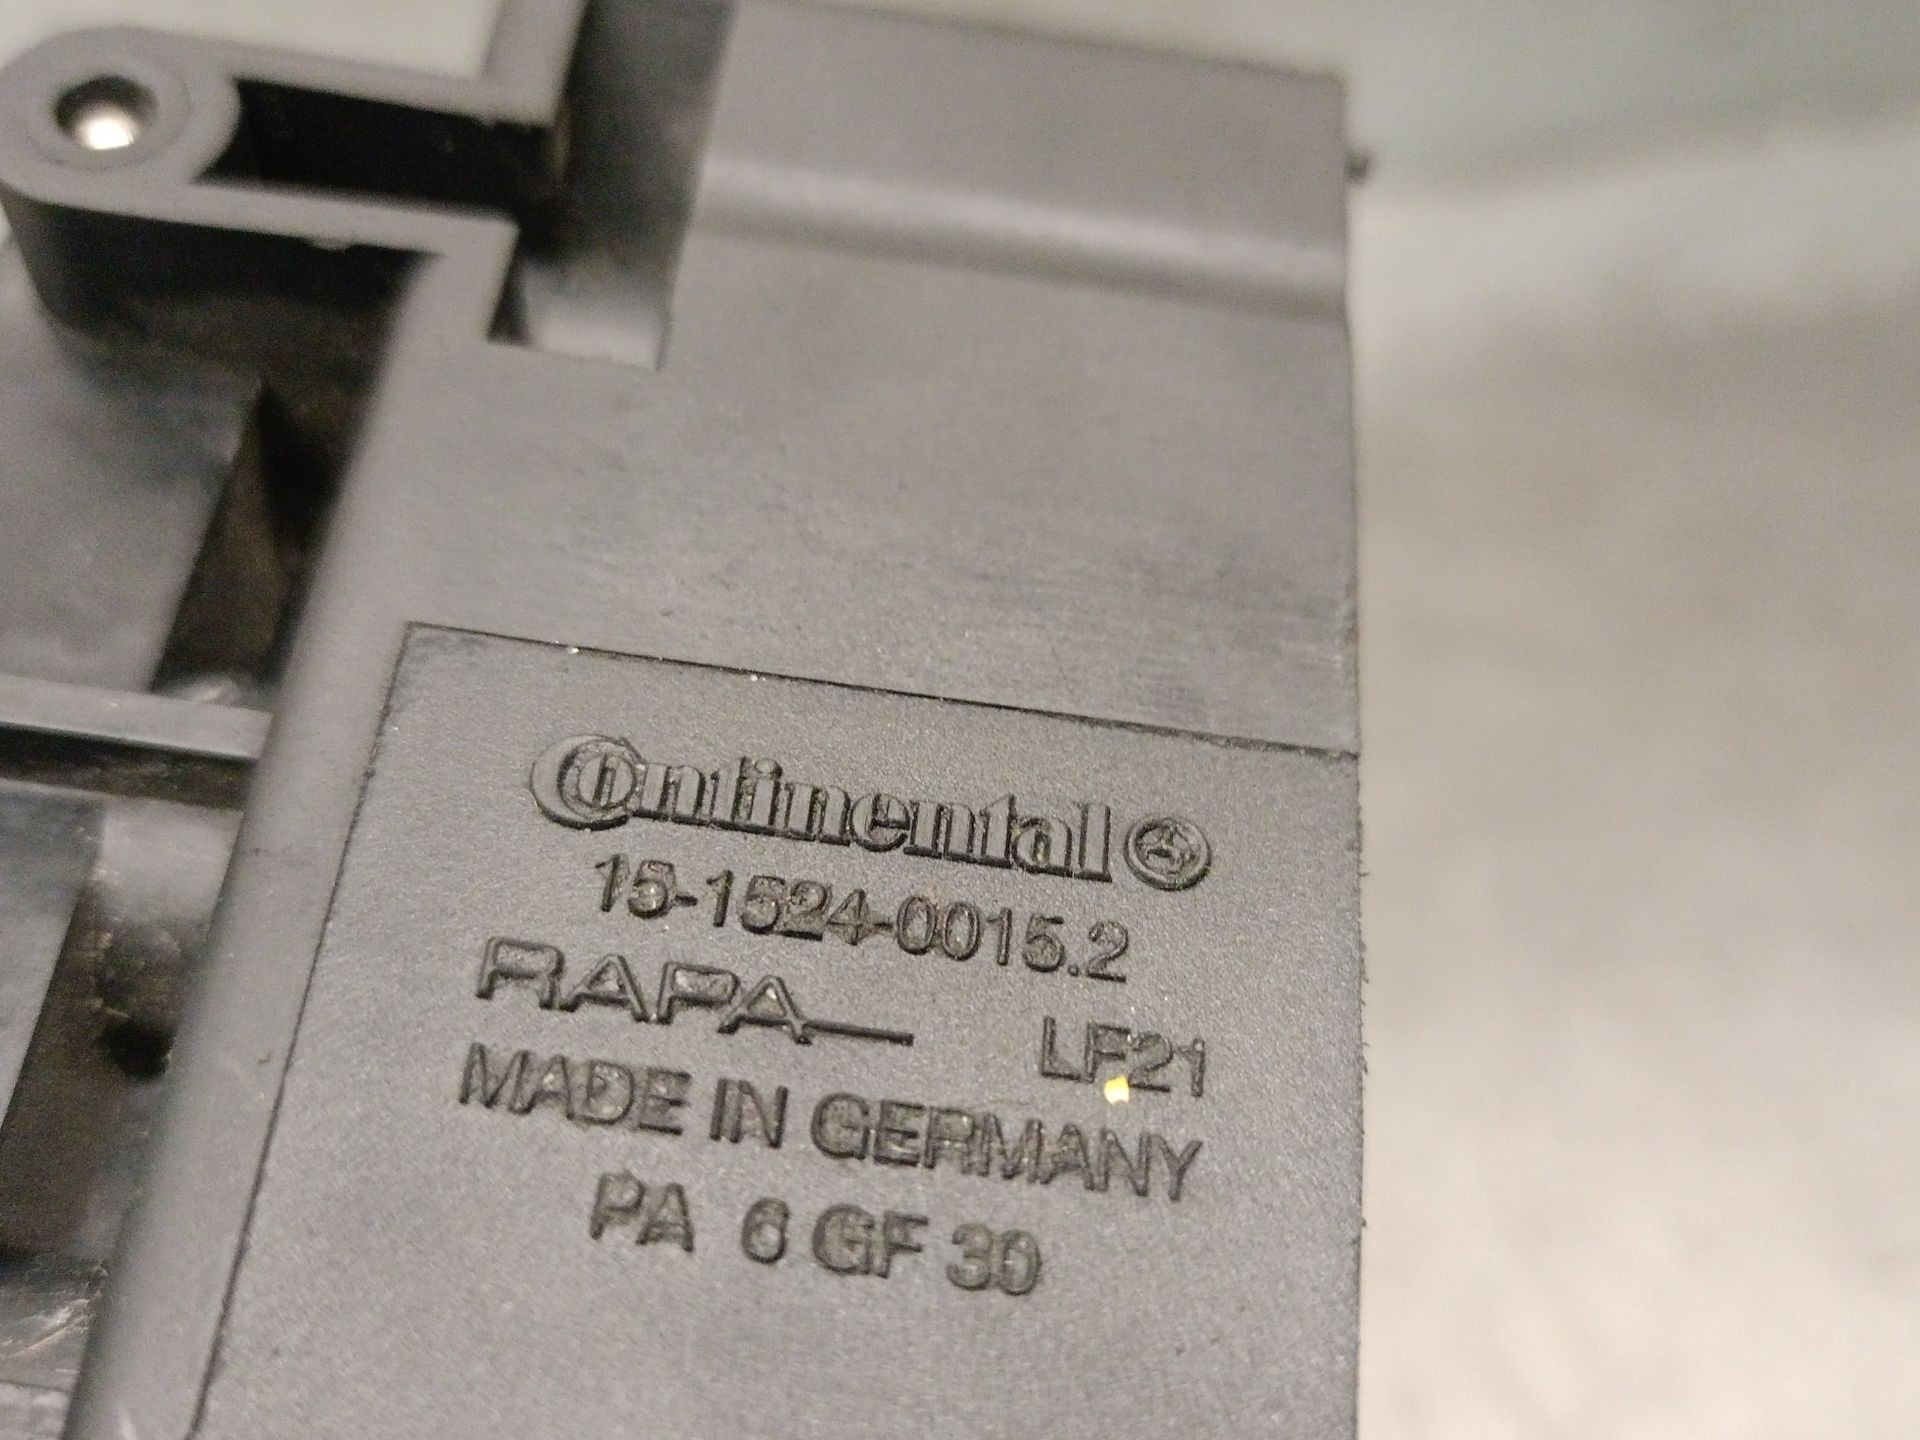 Continental
15-1524-0015.2
RAPA LF21
MADE IN GERMANY
PA 6 GF 30